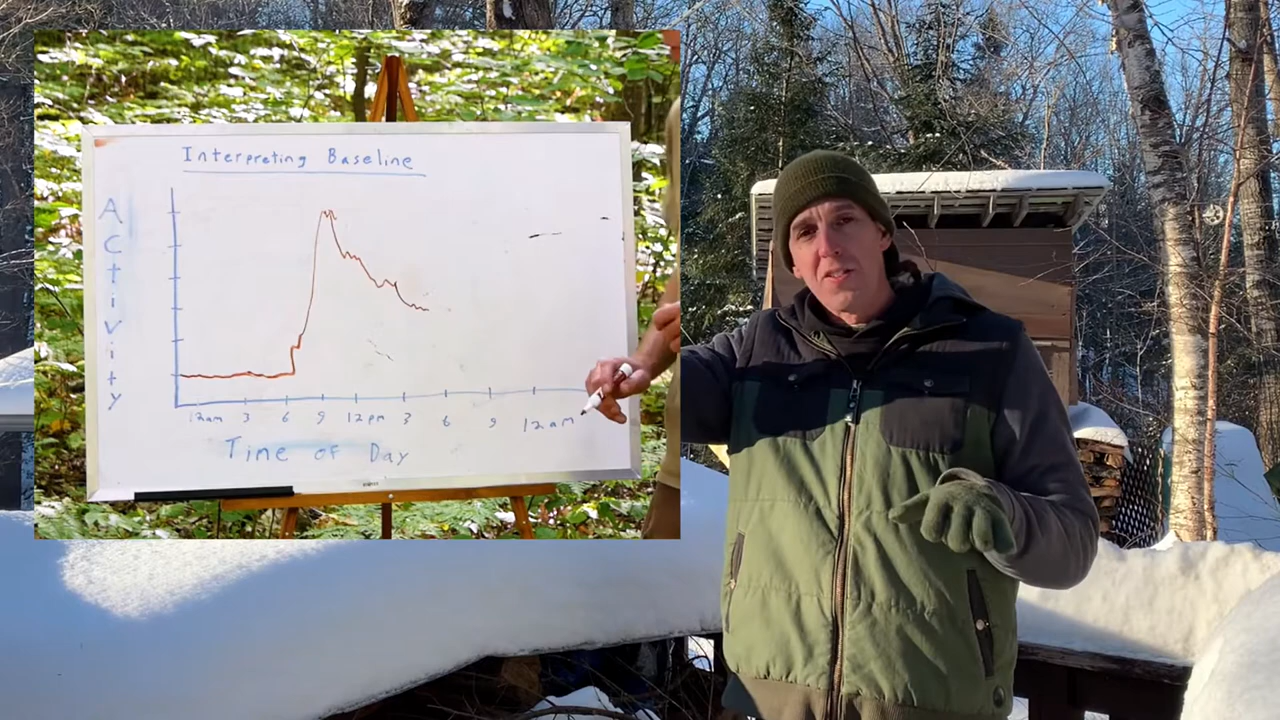 Interpreting Baseline
Activity
12am 3 6 9 12pm 3 6 9 12am
Time of Day